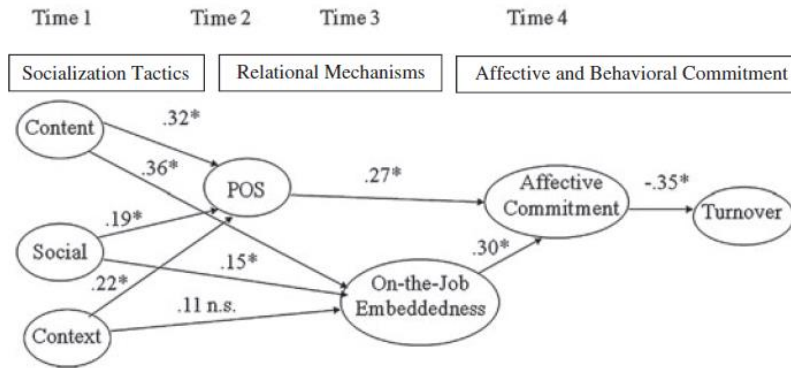 Time 1 Time 2 Time 3 Time 4
Socialization Tactics Relational Mechanisms Affective and Behavioral Commitment
Content
.32*
.36*
POS
.27*
Affective
Commitment
-.35*
Turnover
.19*
Social
.30*
.15*
.22*
On-the-Job
Embeddedness
.11 n.s.
Context